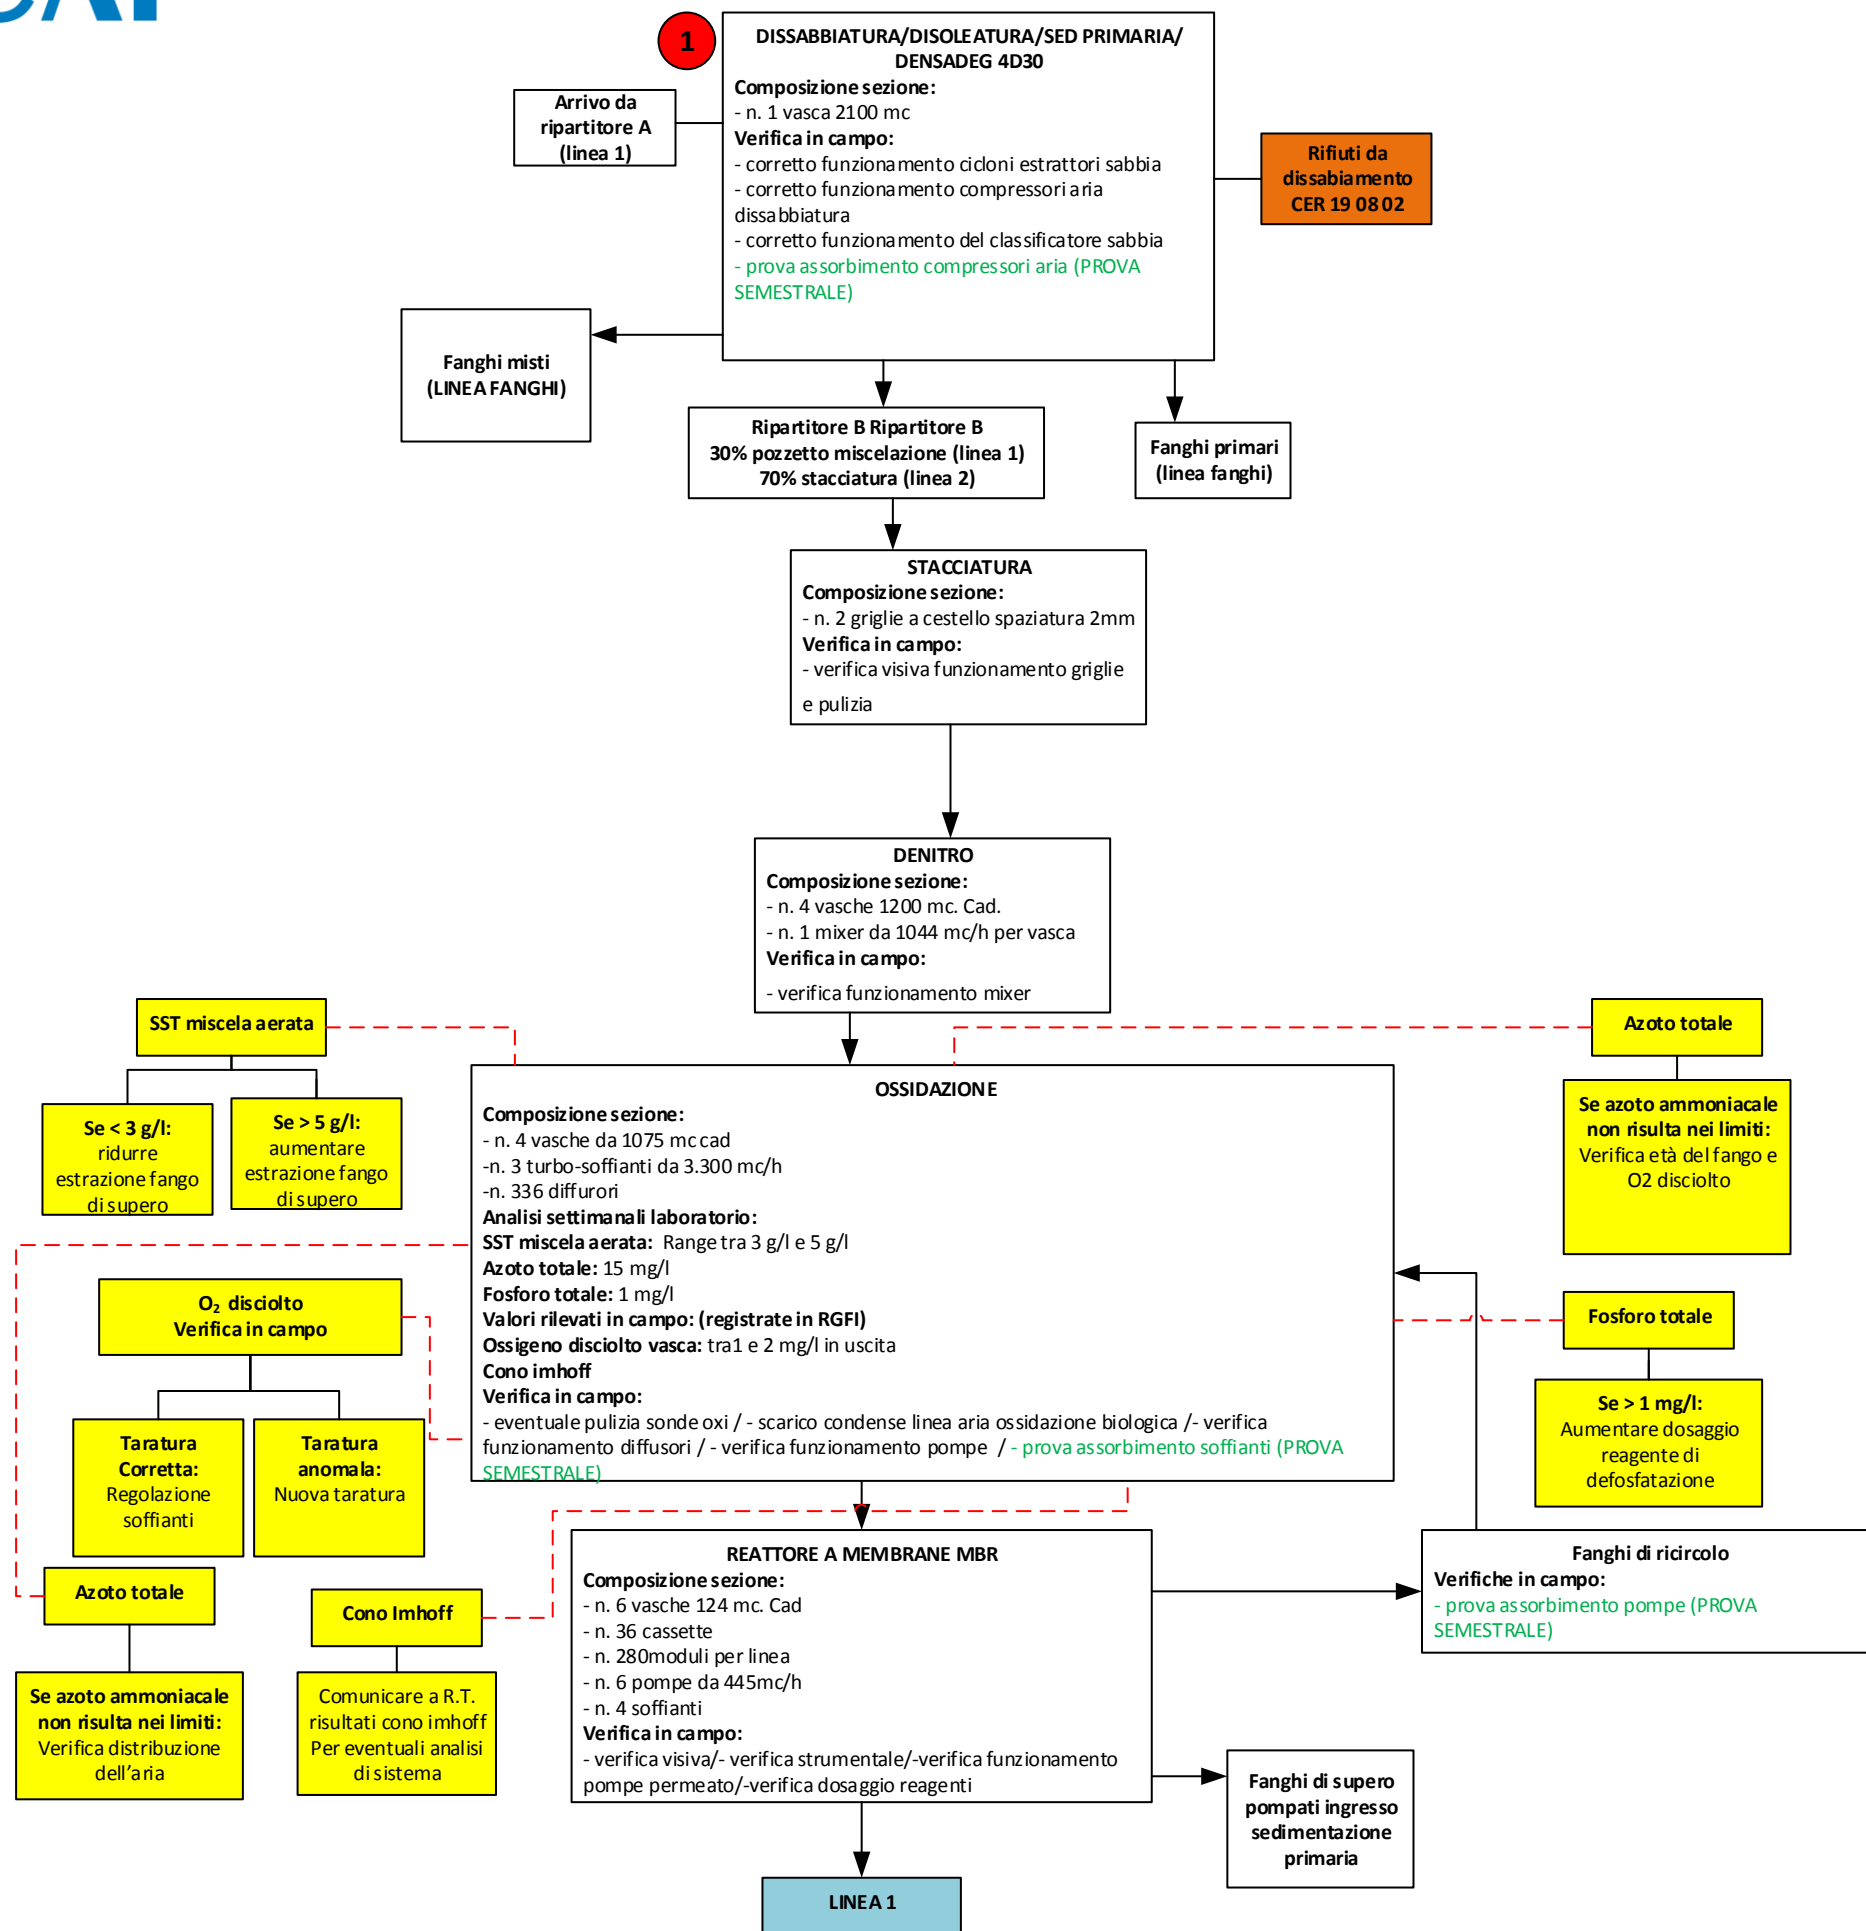 1
DISSABBIATURA/DISOLEATURA/SED PRIMARIA/
DENSADEG 4D30
Composizione sezione:
- n. 1 vasca 2100 mc
Verifica in campo:
- corretto funzionamento cicloni estrattori sabbia
- corretto funzionamento compressori aria
dissabbiatura
- corretto funzionamento del classificatore sabbia
- prova assorbimento compressori aria (PROVA
SEMESTRALE)
Arrivo da
ripartitore A
(linea 1)
Rifiuti da
dissabiamento
CER 19 08 02
Fanghi misti
(LINEA FANGHI)
Ripartitore B Ripartitore B
30% pozzetto miscelazione (linea 1)
70% stacciatura (linea 2)
Fanghi primari
(linea fanghi)
STACCIATURA
Composizione sezione:
- n. 2 griglie a cestello spaziatura 2mm
Verifica in campo:
- verifica visiva funzionamento griglie
e pulizia
DENITRO
Composizione sezione:
- n. 4 vasche 1200 mc. Cad.
- n. 1 mixer da 1044 mc/h per vasca
Verifica in campo:
- verifica funzionamento mixer
SST miscela aerata
Se < 3 g/l:
ridurre
estrazione fango
di supero
Se > 5 g/l:
aumentare
estrazione fango
di supero
Azoto totale
Se azoto ammoniacale
non risulta nei limiti:
Verifica età del fango e
O2 disciolto
OSSIDAZIONE
Composizione sezione:
- n. 4 vasche da 1075 mc cad
-n. 3 turbo-soffianti da 3.300 mc/h
-n. 336 diffurori
Analisi settimanali laboratorio:
SST miscela aerata: Range tra 3 g/l e 5 g/l
Azoto totale: 15 mg/l
Fosforo totale: 1 mg/l
Valori rilevati in campo: (registrate in RGFI)
Ossigeno disciolto vasca: tra1 e 2 mg/l in uscita
Cono imhoff
Verifica in campo:
- eventuale pulizia sonde oxi / - scarico condense linea aria ossidazione biologica /- verifica
funzionamento diffusori / - verifica funzionamento pompe / - prova assorbimento soffianti (PROVA
SEMESTRALE)
O₂ disciolto
Verifica in campo
Taratura
Corretta:
Regolazione
soffianti
Taratura
anomala:
Nuova taratura
Fosforo totale
Se > 1 mg/l:
Aumentare dosaggio
reagente di
defosfatazione
Azoto totale
Se azoto ammoniacale
non risulta nei limiti:
Verifica distribuzione
dell'aria
Cono Imhoff
Comunicare a R.T.
risultati cono imhoff
Per eventuali analisi
di sistema
REATTORE A MEMBRANE MBR
Composizione sezione:
- n. 6 vasche 124 mc. Cad
- n. 36 cassette
- n. 280moduli per linea
- n. 6 pompe da 445mc/h
- n. 4 soffianti
Verifica in campo:
- verifica visiva/- verifica strumentale/-verifica funzionamento
pompe permeato/-verifica dosaggio reagenti
Fanghi di ricircolo
Verifiche in campo:
- prova assorbimento pompe (PROVA
SEMESTRALE)
Fanghi di supero
pompati ingresso
sedimentazione
primaria
LINEA 1